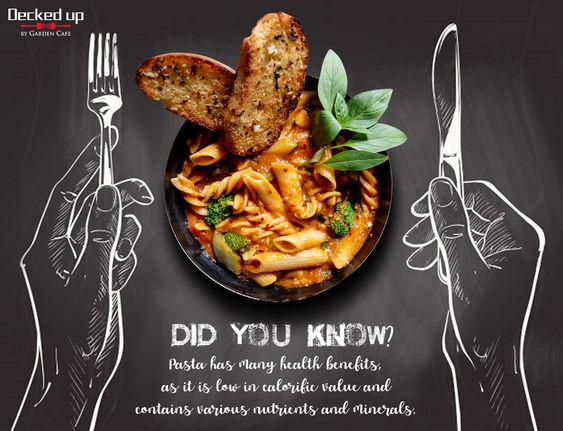 Decked up
BY GARDEN CAFE
DID YOU KNOW?
Pasta has many health benefits,
as it is low in calorific value and
contains various nutrients and minerals.